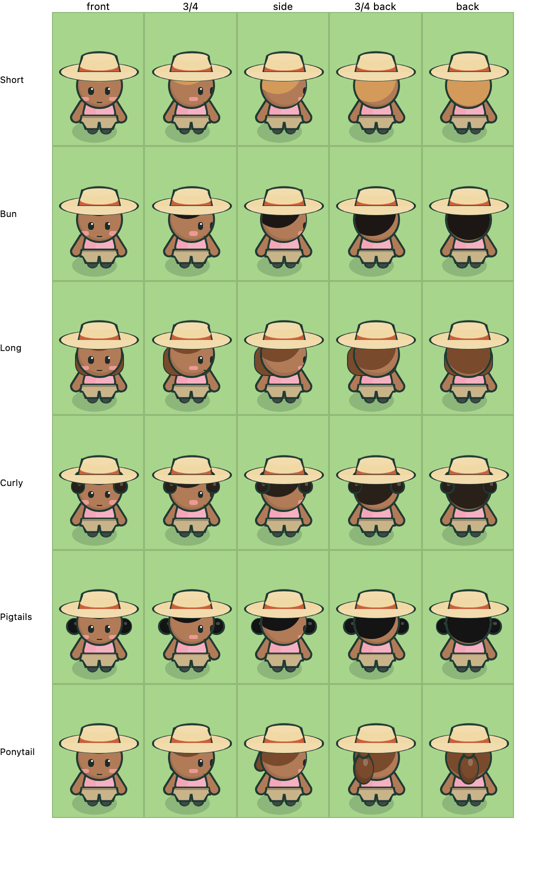 front 3/4 side 3/4 back back
Short
Bun
Long
Curly
Pigtails
Ponytail